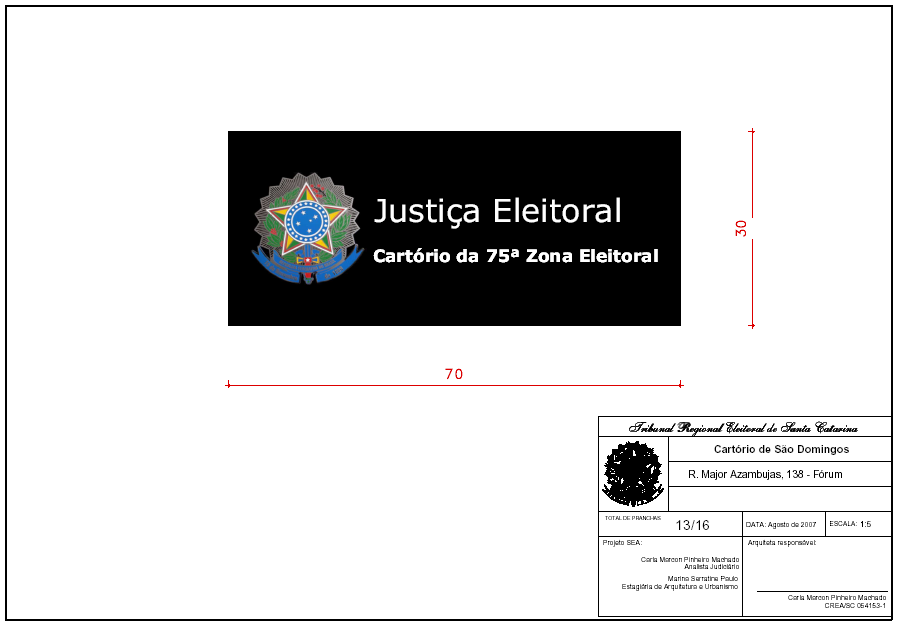 Justiça Eleitoral
Cartório da 75ª Zona Eleitoral
30
70
Tribunal Regional Eleitoral de Santa Catarina
Cartório de São Domingos
R. Major Azambujas, 138 - Fórum
TOTAL DE PRANCHAS
13/16
DATA: Agosto de 2007
ESCALA: 1:5
Projeto SEA:
Carla Mercon Pinheiro Machado
Analista Judiciário
Marina Serratine Paulo
Estagiária de Arquitetura e Urbanismo
Arquiteta responsável:
Carla Mercon Pinheiro Machado
CREA/SC 054153-1